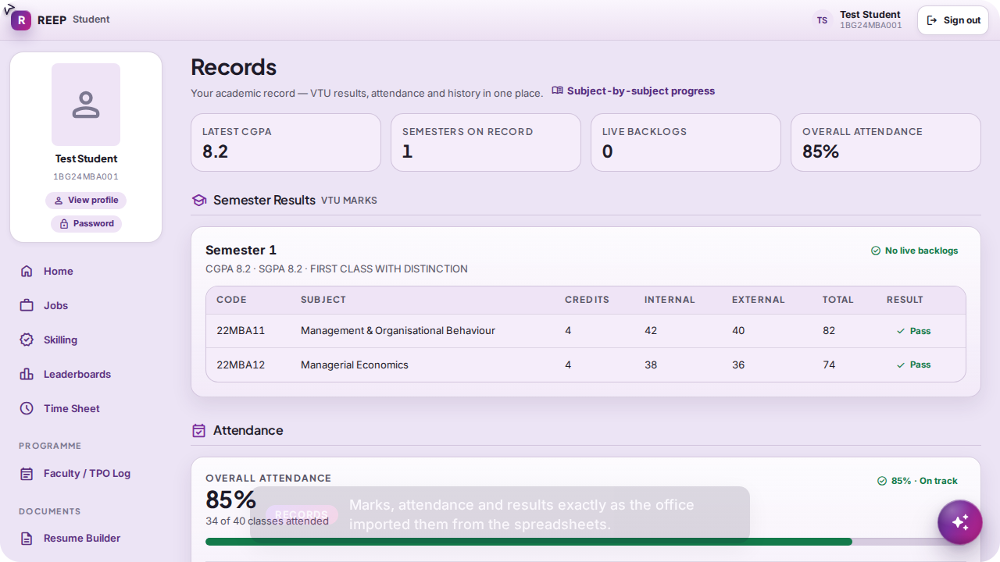 R REEP Student
TS Test Student
1BG24MBA001
Sign out
Test Student
1BG24MBA001
View profile
Password
Home
Jobs
Skilling
Leaderboards
Time Sheet
PROGRAMME
Faculty / TPO Log
DOCUMENTS
Resume Builder
Records
Your academic record — VTU results, attendance and history in one place. Subject-by-subject progress
LATEST CGPA
8.2
SEMESTERS ON RECORD
1
LIVE BACKLOGS
0
OVERALL ATTENDANCE
85%
Semester Results VTU MARKS
Semester 1
No live backlogs
CGPA 8.2 · SGPA 8.2 · FIRST CLASS WITH DISTINCTION
CODE SUBJECT CREDITS INTERNAL EXTERNAL TOTAL RESULT
22MBA11 Management & Organisational Behaviour 4 42 40 82 Pass
22MBA12 Managerial Economics 4 38 36 74 Pass
Attendance
OVERALL ATTENDANCE
85% · On track
85%
34 of 40 classes attended
RECORDS
Marks, attendance and results exactly as the office
imported them from the spreadsheets.